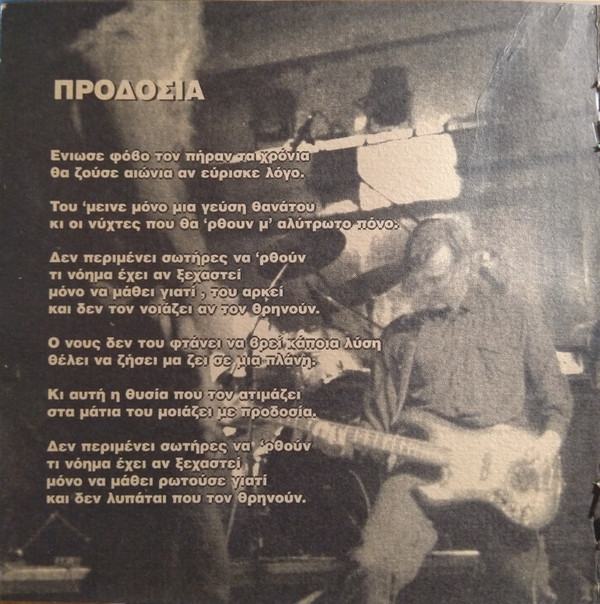 ΠΡΟΔΟΣΙΑ
Ενιωσε φόβο τον πήραν τα χρόνια
θα ζούσε αιώνια αν εύρισκε λόγο.
Του ‘μεινε μόνο μια γεύση θανάτου
κι οι νύχτες που θα ‘ρθουν μ’ αλύτρωτο πόνο.
Δεν περιμένει σωτήρες να ‘ρθούν
τι νόημα έχει αν ξεχαστεί
μόνο να μάθει γιατί , του αρκεί
και δεν τον νοιάζει αν τον θρηνούν.
Ο νους δεν του φτάνει να βρεί κάποια λύση
θέλει να ζήσει μα ζει σε μια πλάνη.
Κι αυτή η θυσία που τον ατιμάζει
στα μάτια του μοιάζει με προδοσία.
Δεν περιμένει σωτήρες να ‘ρθούν
τι νόημα έχει αν ξεχαστεί
μόνο να μάθει ρωτούσε γιατί
και δεν λυπάται που τον θρηνούν.